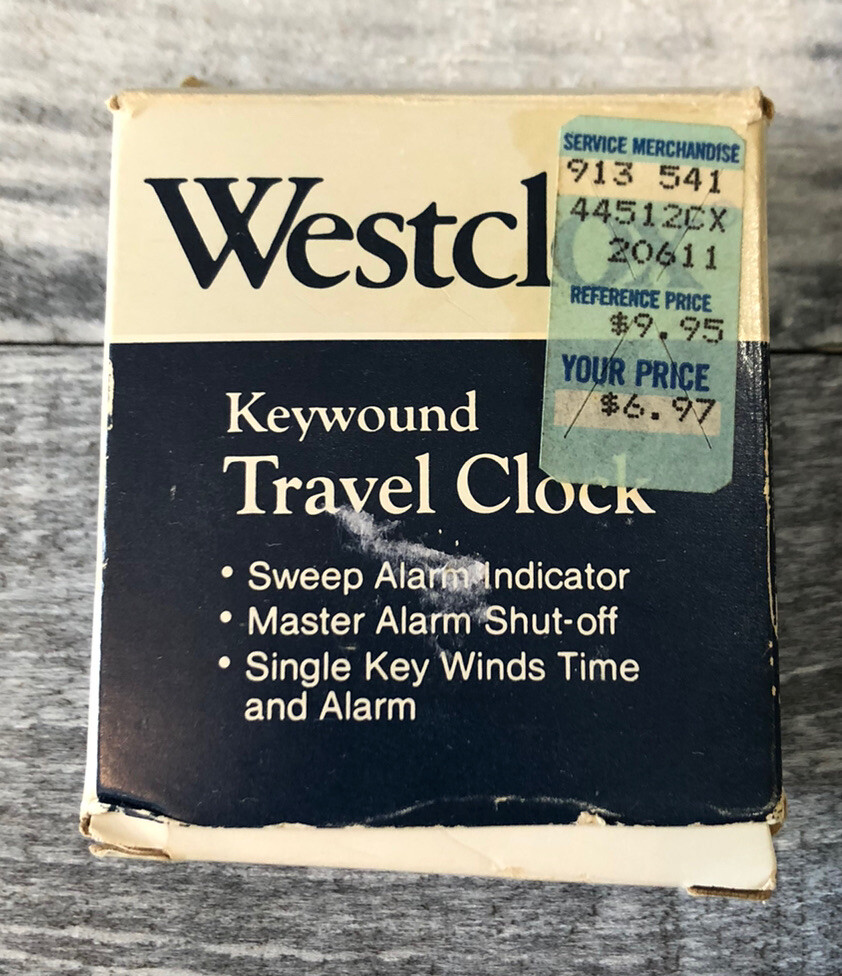 Westclox
SERVICE MERCHANDISE
913 541
44512CX
20611
REFERENCE PRICE
$9.95
YOUR PRICE
$6.97
Keywound
Travel Clock
• Sweep Alarm Indicator
• Master Alarm Shut-off
• Single Key Winds Time
and Alarm